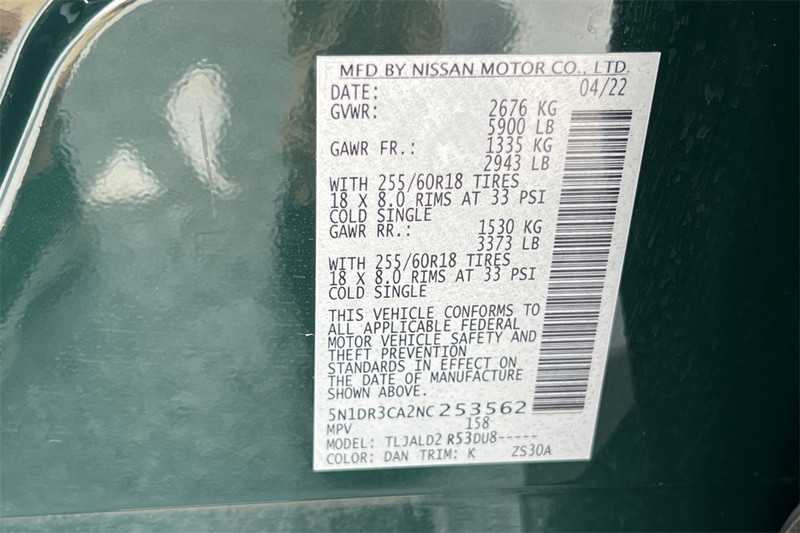 MFD BY NISSAN MOTOR CO., LTD.
DATE: 04/22
GVWR: 2676 KG
5900 LB
GAWR FR.: 1335 KG
2943 LB
WITH 255/60R18 TIRES
18 X 8.0 RIMS AT 33 PSI
COLD SINGLE
GAWR RR.: 1530 KG
3373 LB
WITH 255/60R18 TIRES
18 X 8.0 RIMS AT 33 PSI
COLD SINGLE
THIS VEHICLE CONFORMS TO
ALL APPLICABLE FEDERAL
MOTOR VEHICLE SAFETY AND
THEFT PREVENTION
STANDARDS IN EFFECT ON
THE DATE OF MANUFACTURE
SHOWN ABOVE.
5N1DR3CA2NC253562
MPV 158
MODEL: TLJALD2 R53DU8-----
COLOR: DAN TRIM: K ZS30A